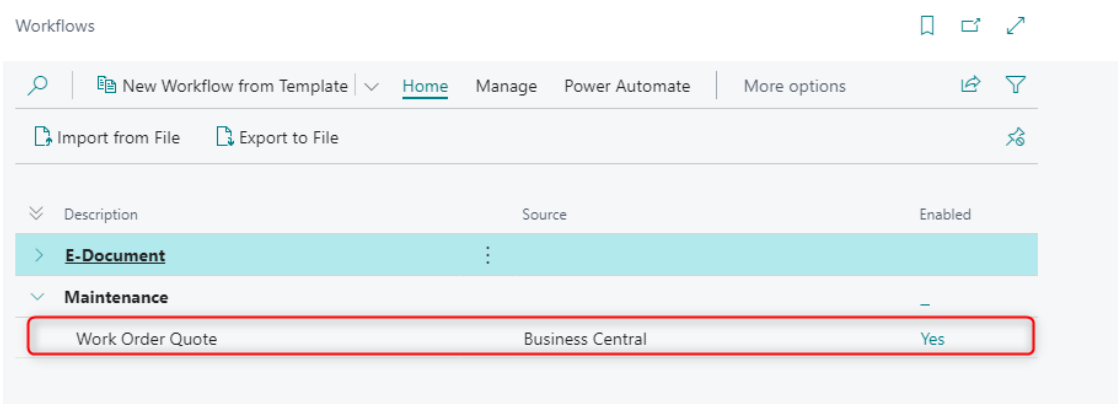 Workflows
New Workflow from Template Home Manage Power Automate More options
Import from File Export to File
Description Source Enabled
E-Document
Maintenance _
Work Order Quote Business Central Yes